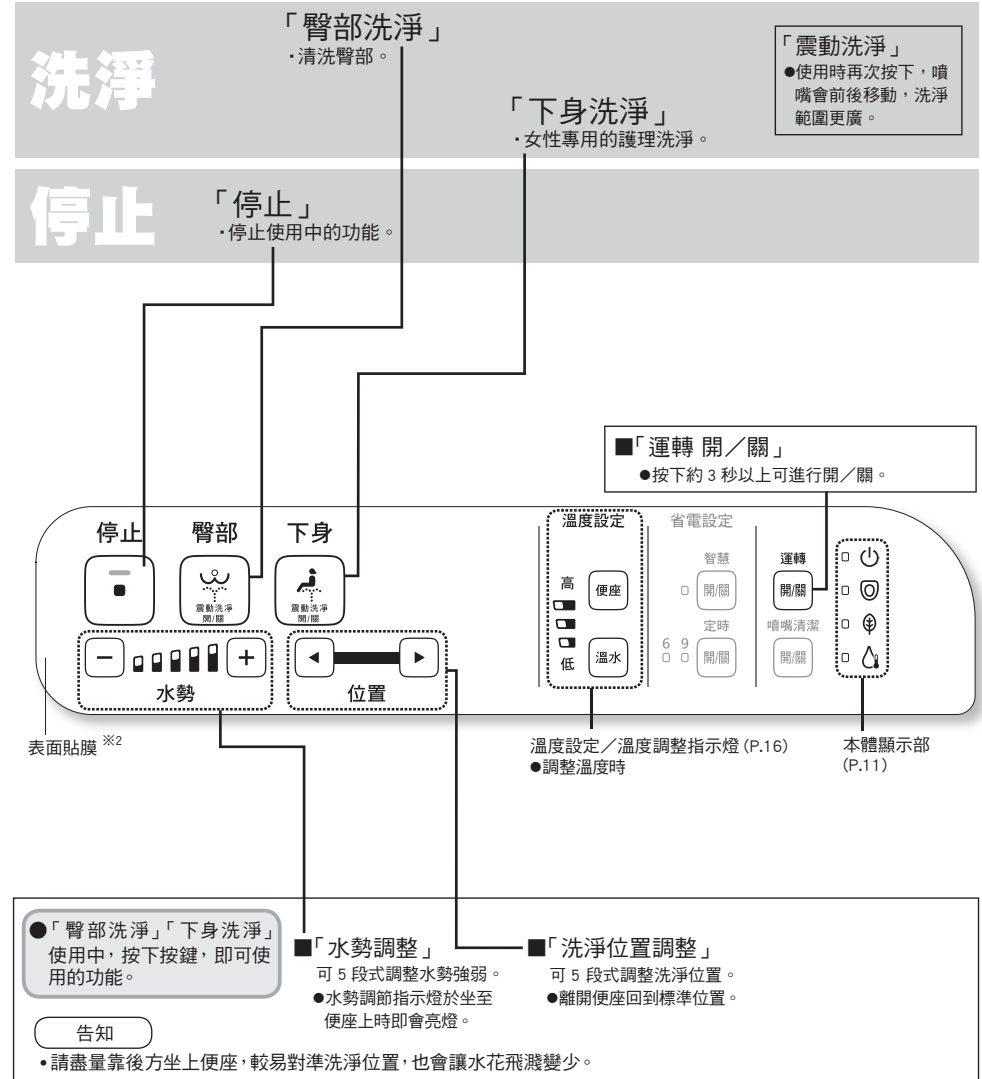 洗淨
「臀部洗淨」
・清洗臀部。
「下身洗淨」
・女性專用的護理洗淨。
「震動洗淨」
●使用時再次按下，噴
嘴會前後移動，洗淨
範圍更廣。
停止
「停止」
・停止使用中的功能。
■「運轉 開／關」
●按下約 3 秒以上可進行開／關。
停止
臀部
震動洗淨
開/關
下身
震動洗淨
開/關
水勢
位置
溫度設定
高
低
便座
溫水
省電設定
智慧
開/關
定時
6 9
開/關
運轉
開/關
噴嘴清潔
開/關
表面貼膜 ※2
溫度設定／溫度調整指示燈 (P.16)
●調整溫度時
本體顯示部
(P.11)
●「臀部洗淨」「下身洗淨」
使用中，按下按鍵，即可使
用的功能。
■「水勢調整」
可 5 段式調整水勢強弱。
●水勢調節指示燈於坐至
便座上時即會亮燈。
■「洗淨位置調整」
可 5 段式調整洗淨位置。
●離開便座回到標準位置。
告知
•請盡量靠後方坐上便座，較易對準洗淨位置，也會讓水花飛濺變少。